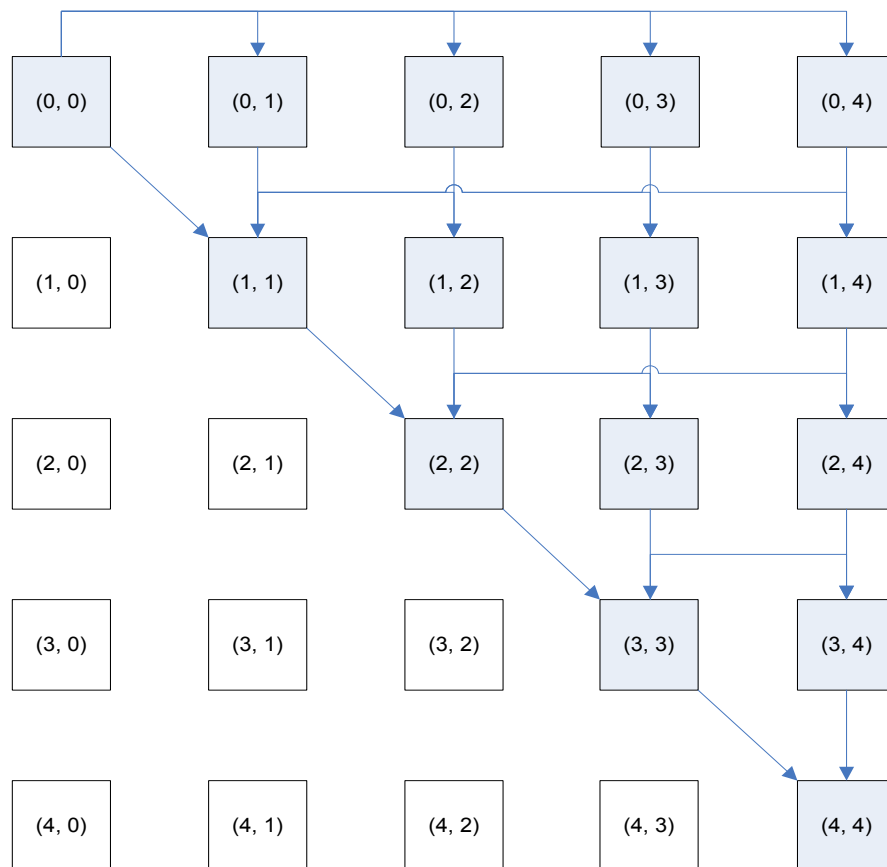 (0, 0) (0, 1) (0, 2) (0, 3) (0, 4)
(1, 0) (1, 1) (1, 2) (1, 3) (1, 4)
(2, 0) (2, 1) (2, 2) (2, 3) (2, 4)
(3, 0) (3, 1) (3, 2) (3, 3) (3, 4)
(4, 0) (4, 1) (4, 2) (4, 3) (4, 4)